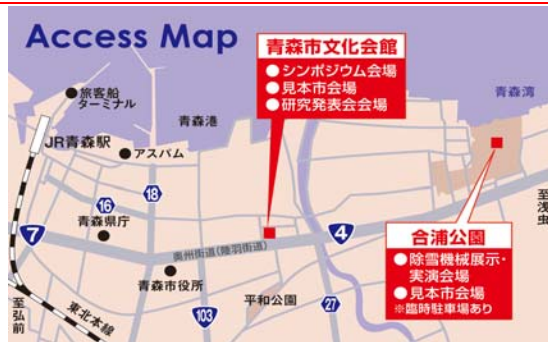 Access Map
青森市文化会館
●シンポジウム会場
●見本市会場
●研究発表会会場
旅客船
ターミナル
青森港
青森湾
JR青森駅
アスパム
16
18
青森県庁
7
4
至浅虫
奥州街道(陸羽街道)
合浦公園
●除雪機械展示・
実演会場
●見本市会場
※臨時駐車場あり
青森市役所
平和公園
至弘前
東北本線
103
27